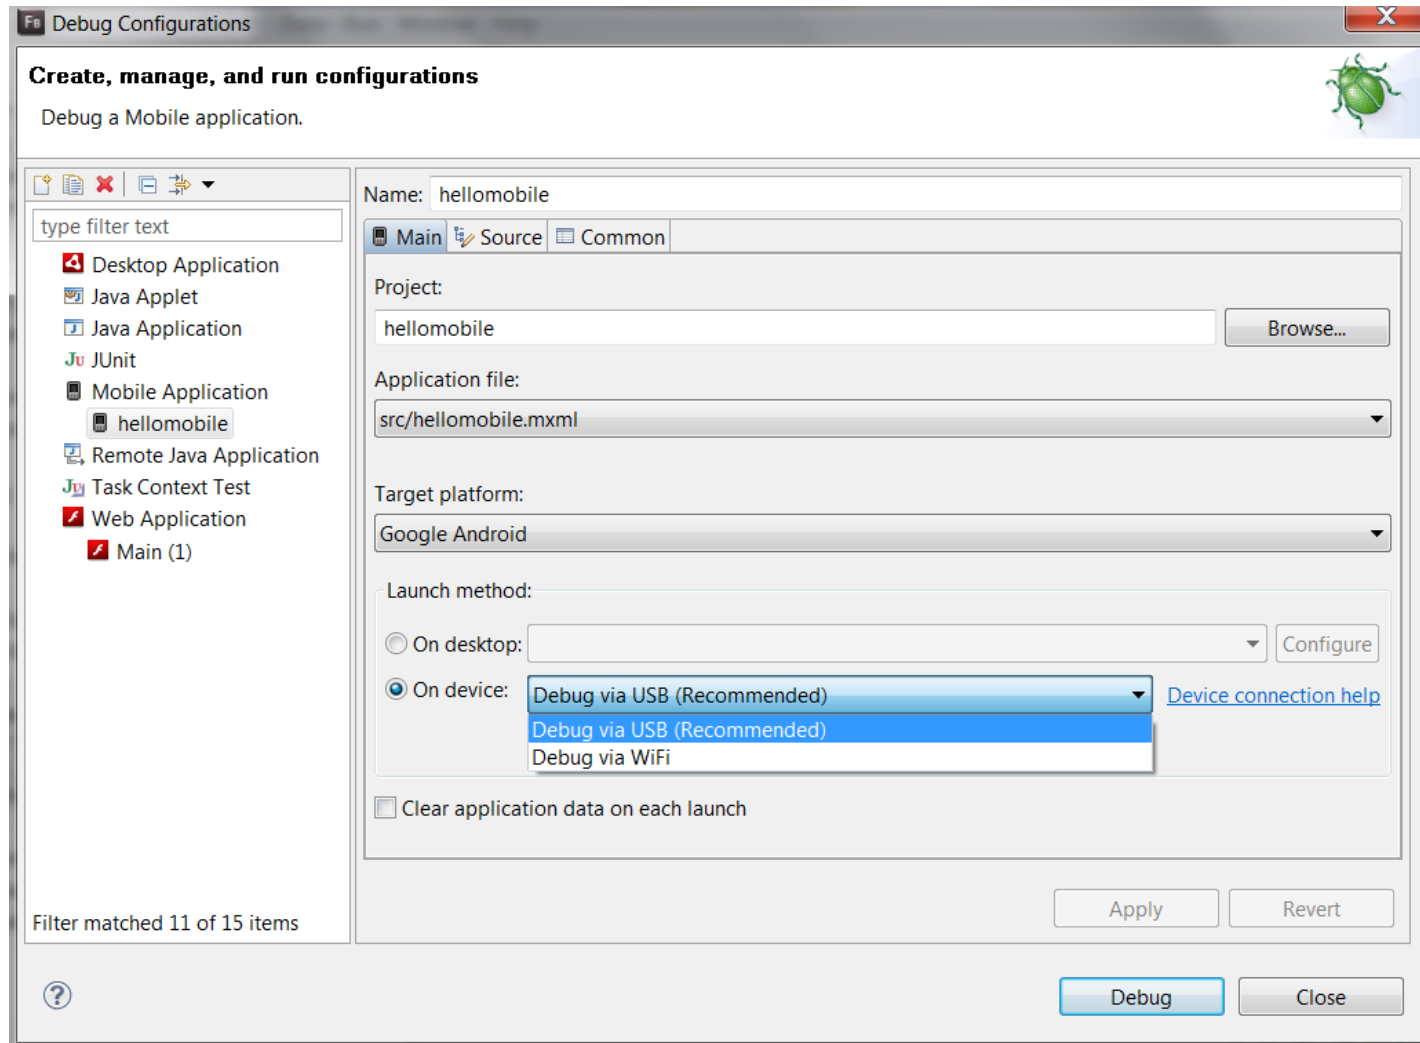 FB Debug Configurations
Create, manage, and run configurations
Debug a Mobile application.
type filter text
Desktop Application
Java Applet
Java Application
Ju JUnit
Mobile Application
hellomobile
Remote Java Application
Ju Task Context Test
Web Application
Main (1)
Filter matched 11 of 15 items
Name: hellomobile
Main Source Common
Project:
hellomobile Browse...
Application file:
src/hellomobile.mxml
Target platform:
Google Android
Launch method:
On desktop: Configure
On device: Debug via USB (Recommended) Device connection help
Debug via USB (Recommended)
Debug via WiFi
Clear application data on each launch
Apply Revert
? Debug Close